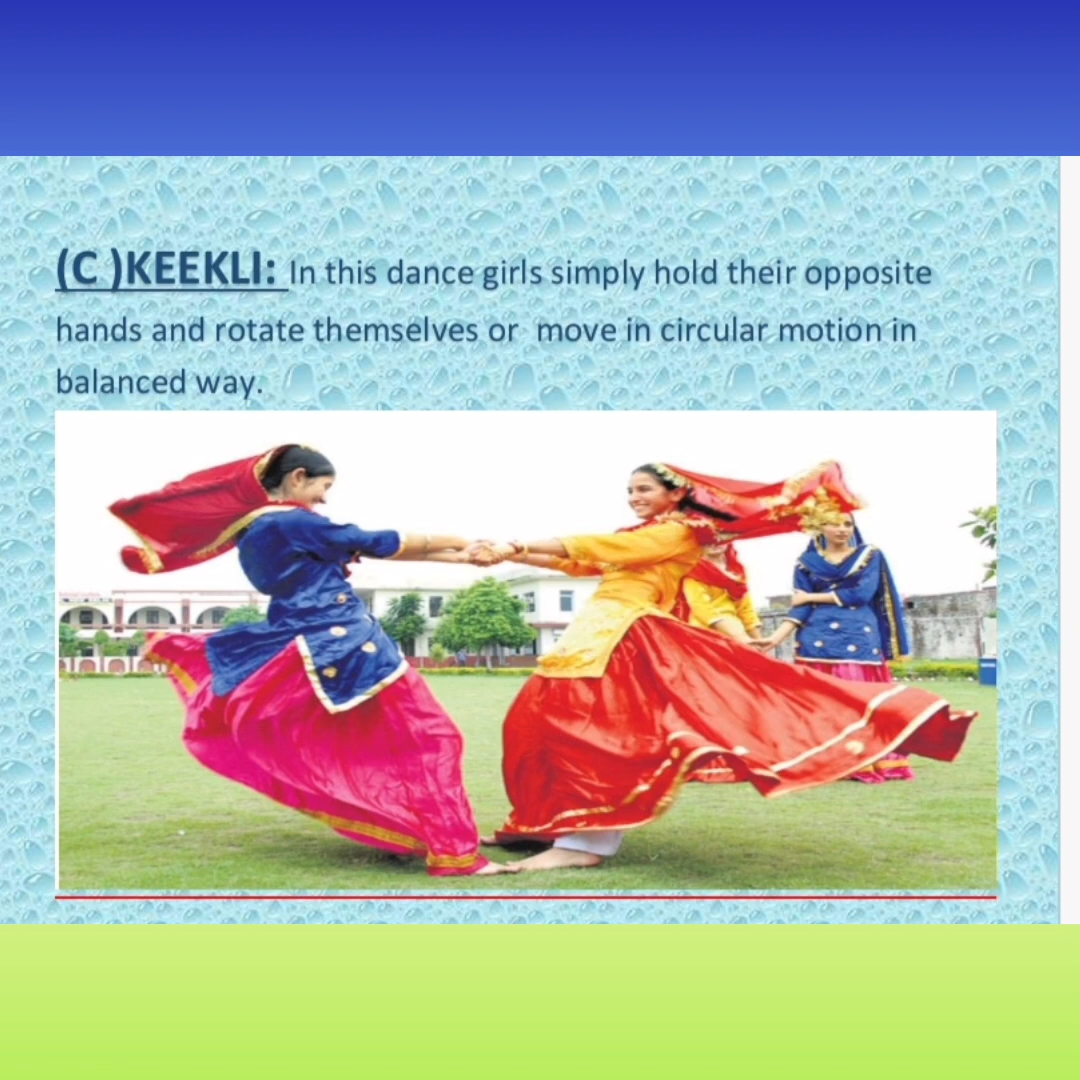 (C )KEEKLI: In this dance girls simply hold their opposite
hands and rotate themselves or  move in circular motion in
balanced way.